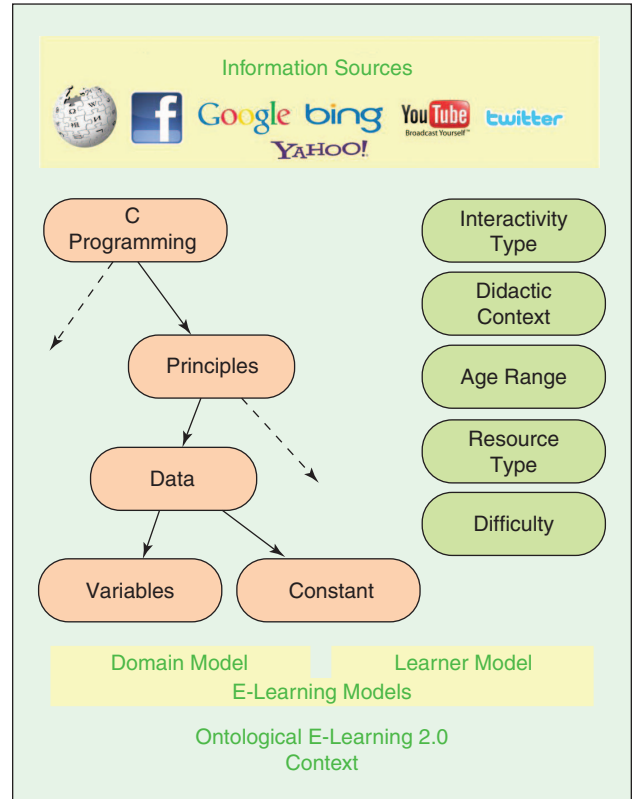 Information Sources
Google bing You Tube twitter
Broadcast Yourself™
YAHOO!
C
Programming
Principles
Data
Variables
Constant
Interactivity
Type
Didactic
Context
Age Range
Resource
Type
Difficulty
Domain Model
Learner Model
E-Learning Models
Ontological E-Learning 2.0
Context